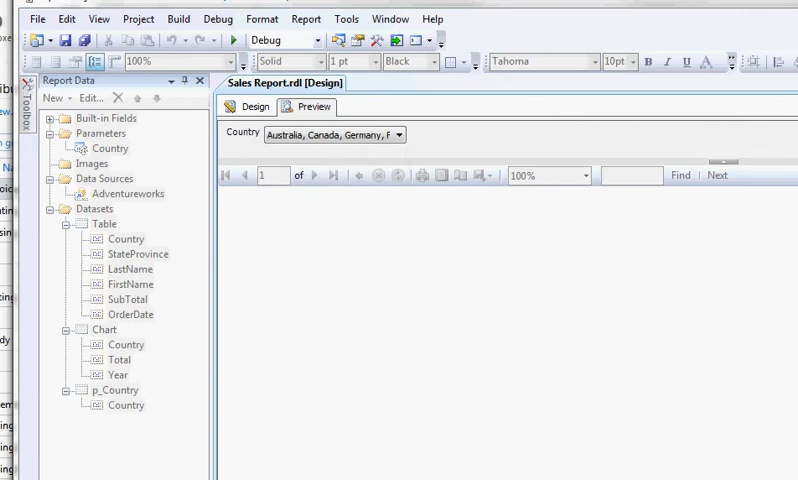 File Edit View Project Build Debug Format Report Tools Window Help
Debug
100% Solid 1 pt Black Tahoma 10pt B I U A
Report Data
Sales Report.rdl [Design]
New Edit...
Design Preview
Toolbox
Built-in Fields
Parameters
Country
Country Australia, Canada, Germany, F
Images
Data Sources
1 of 100% Find Next
Adventureworks
Datasets
Table
Country
StateProvince
LastName
FirstName
SubTotal
OrderDate
Chart
Country
Total
Year
p_Country
Country